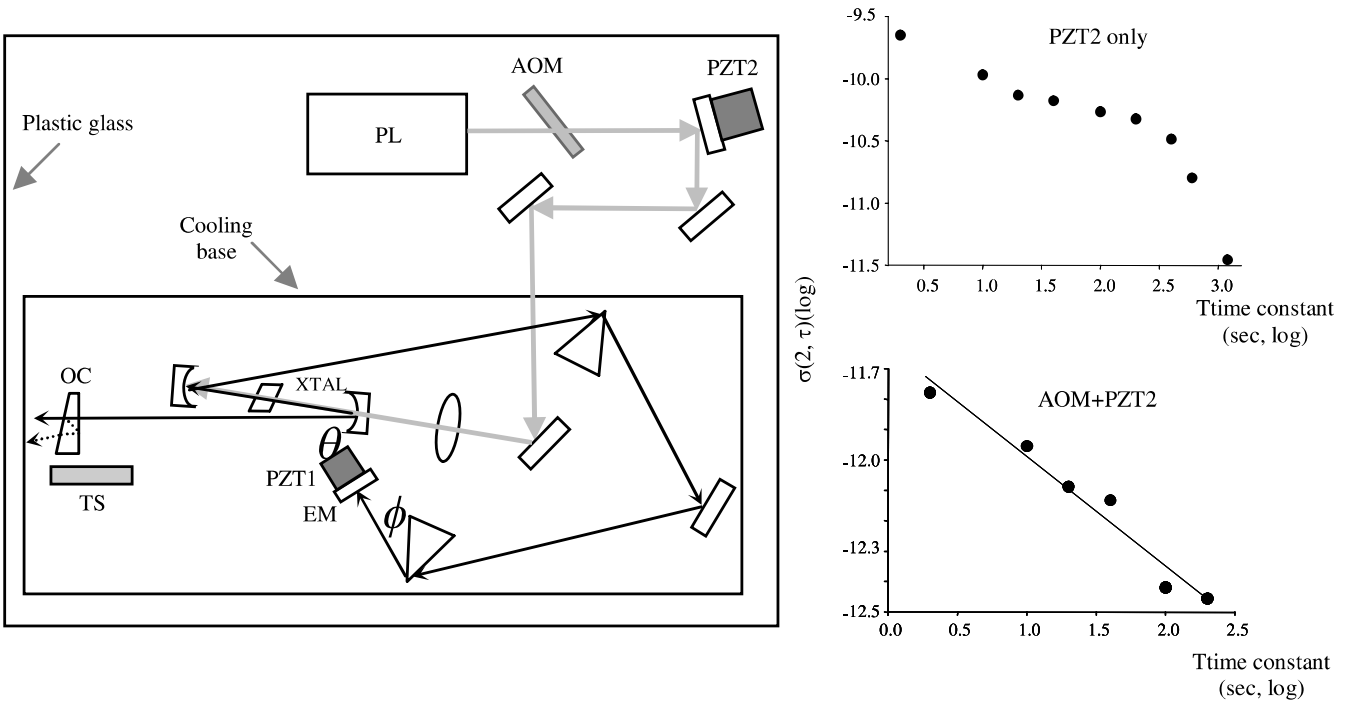 Plastic glass
PL
AOM
PZT2
Cooling
base
OC
TS
XTAL
θ
PZT1
EM
ϕ
σ(2, τ)(log)
PZT2 only
-9.5
-10.0
-10.5
-11.0
-11.5
0.5 1.0 1.5 2.0 2.5 3.0
Ttime constant
(sec, log)
AOM+PZT2
-11.7
-12.0
-12.3
-12.5
0.0 0.5 1.0 1.5 2.0 2.5
Ttime constant
(sec, log)